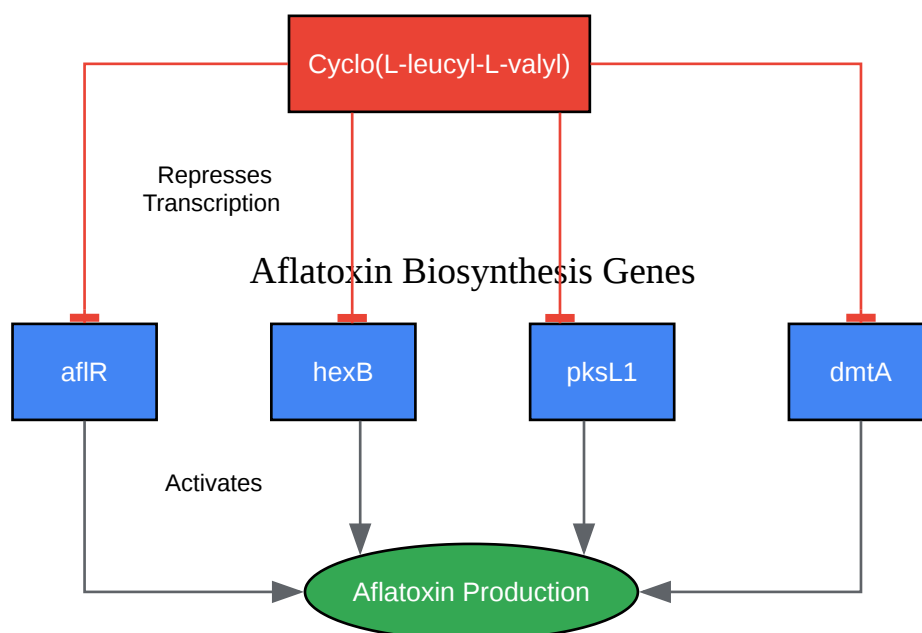 Cyclo(L-leucyl-L-valyl)
Represses
Transcription
Aflatoxin Biosynthesis Genes
aflR
hexB
pksL1
dmtA
Activates
Aflatoxin Production